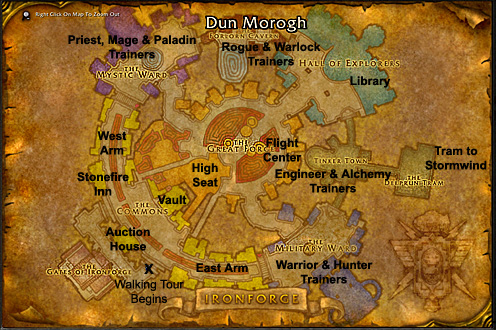 Right Click On Map To Zoom Out
Dun Morogh
Priest, Mage & Paladin
Trainers
THE
MYSTIC WARD
FORLORN CAVERN
Rogue & Warlock
Trainers
HALL OF EXPLORERS
Library
West
Arm
THE
GREAT FORGE
Flight
Center
Tram to
Stormwind
TINKER TOWN
Stonefire
Inn
High
Seat
Engineer & Alchemy
Trainers
THE
DEEPRUN TRAM
Vault
THE
COMMONS
Auction
House
THE
MILITARY WARD
THE
GATES OF IRONFORGE
X
Walking Tour
Begins
East Arm
Warrior & Hunter
Trainers
IRONFORGE